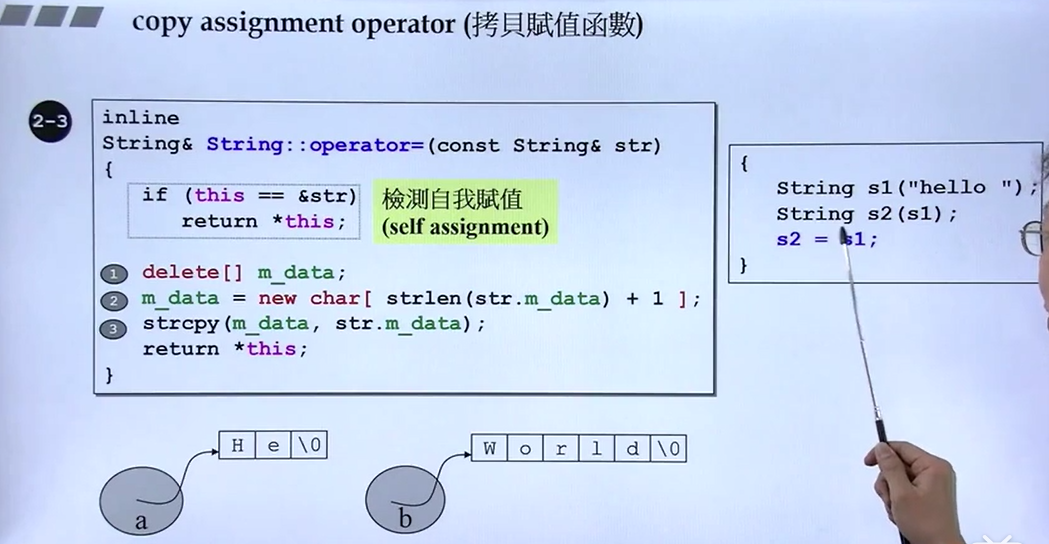 copy assignment operator (拷貝賦值函數)
2-3
inline
String& String::operator=(const String& str)
{
if (this == &str)
return *this;
檢測自我賦值
(self assignment)
1 delete[] m_data;
2 m_data = new char[ strlen(str.m_data) + 1 ];
3 strcpy(m_data, str.m_data);
return *this;
}
{
String s1("hello ");
String s2(s1);
s2 = s1;
}
H e \0
W o r l d \0
a
b